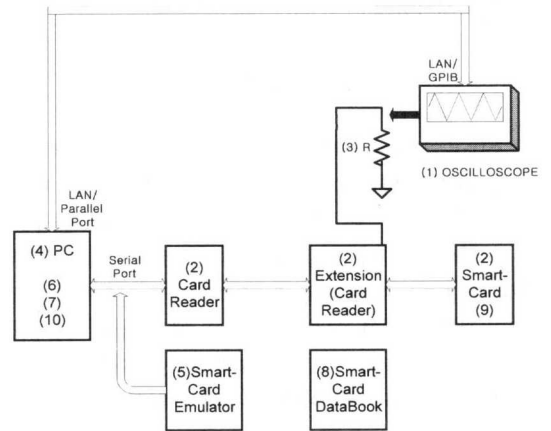 LAN/
GPIB
(3) R
(1) OSCILLOSCOPE
LAN/
Parallel
Port
(4) PC
(6)
(7)
(10)
Serial
Port
(2)
Card
Reader
(2)
Extension
(Card
Reader)
(2)
Smart-
Card
(9)
(5)Smart-
Card
Emulator
(8)Smart-
Card
DataBook